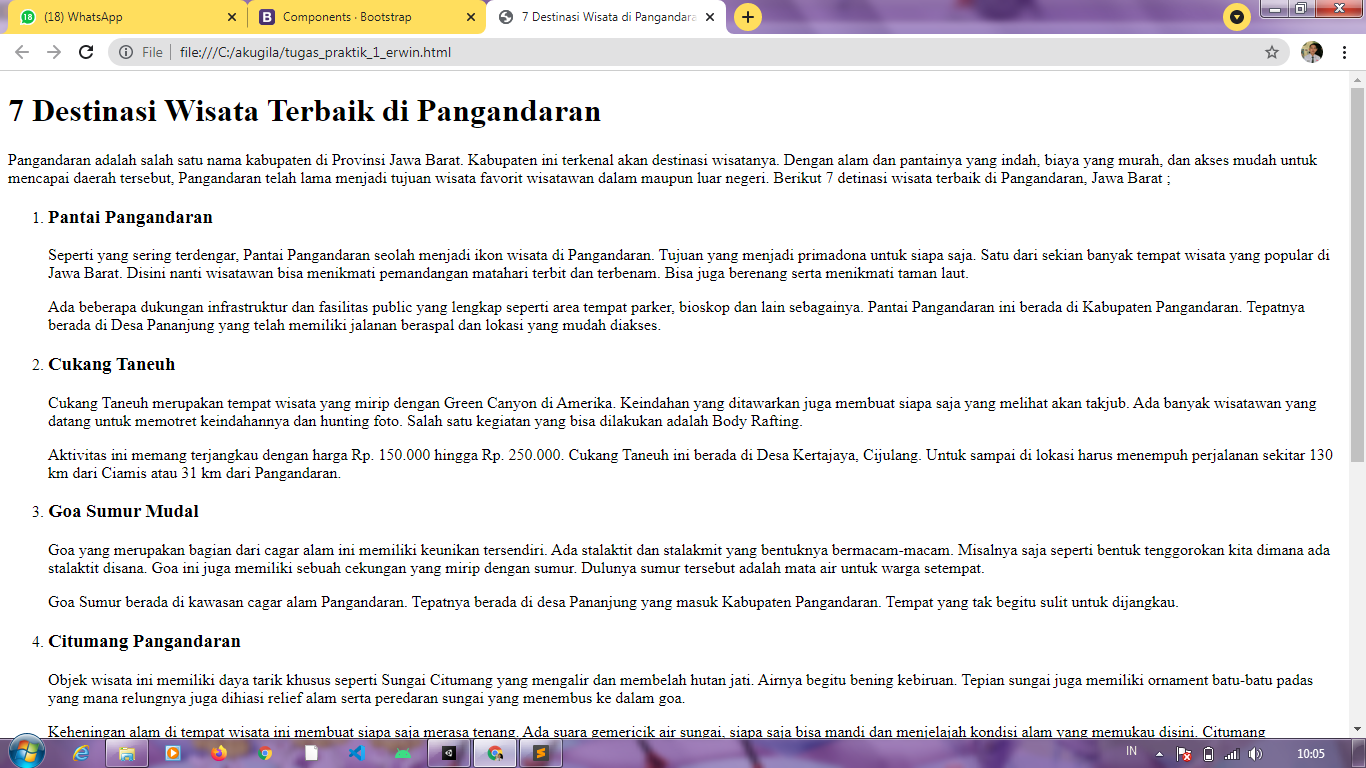 (18) WhatsApp
Components · Bootstrap
7 Destinasi Wisata di Pangandara
File
file:///C:/akugila/tugas_praktik_1_erwin.html
7 Destinasi Wisata Terbaik di Pangandaran
Pangandaran adalah salah satu nama kabupaten di Provinsi Jawa Barat. Kabupaten ini terkenal akan destinasi wisatanya. Dengan alam dan pantainya yang indah, biaya yang murah, dan akses mudah untuk
mencapai daerah tersebut, Pangandaran telah lama menjadi tujuan wisata favorit wisatawan dalam maupun luar negeri. Berikut 7 detinasi wisata terbaik di Pangandaran, Jawa Barat ;
1. Pantai Pangandaran
Seperti yang sering terdengar, Pantai Pangandaran seolah menjadi ikon wisata di Pangandaran. Tujuan yang menjadi primadona untuk siapa saja. Satu dari sekian banyak tempat wisata yang popular di
Jawa Barat. Disini nanti wisatawan bisa menikmati pemandangan matahari terbit dan terbenam. Bisa juga berenang serta menikmati taman laut.
Ada beberapa dukungan infrastruktur dan fasilitas public yang lengkap seperti area tempat parker, bioskop dan lain sebagainya. Pantai Pangandaran ini berada di Kabupaten Pangandaran. Tepatnya
berada di Desa Pananjung yang telah memiliki jalanan beraspal dan lokasi yang mudah diakses.
2. Cukang Taneuh
Cukang Taneuh merupakan tempat wisata yang mirip dengan Green Canyon di Amerika. Keindahan yang ditawarkan juga membuat siapa saja yang melihat akan takjub. Ada banyak wisatawan yang
datang untuk memotret keindahannya dan hunting foto. Salah satu kegiatan yang bisa dilakukan adalah Body Rafting.
Aktivitas ini memang terjangkau dengan harga Rp. 150.000 hingga Rp. 250.000. Cukang Taneuh ini berada di Desa Kertajaya, Cijulang. Untuk sampai di lokasi harus menempuh perjalanan sekitar 130
km dari Ciamis atau 31 km dari Pangandaran.
3. Goa Sumur Mudal
Goa yang merupakan bagian dari cagar alam ini memiliki keunikan tersendiri. Ada stalaktit dan stalakmit yang bentuknya bermacam-macam. Misalnya saja seperti bentuk tenggorokan kita dimana ada
stalaktit disana. Goa ini juga memiliki sebuah cekungan yang mirip dengan sumur. Dulunya sumur tersebut adalah mata air untuk warga setempat.
Goa Sumur berada di kawasan cagar alam Pangandaran. Tepatnya berada di desa Pananjung yang masuk Kabupaten Pangandaran. Tempat yang tak begitu sulit untuk dijangkau.
4. Citumang Pangandaran
Objek wisata ini memiliki daya tarik khusus seperti Sungai Citumang yang mengalir dan membelah hutan jati. Airnya begitu bening kebiruan. Tepian sungai juga memiliki ornament batu-batu padas
yang mana relungnya juga dihiasi relief alam serta peredaran sungai yang menembus ke dalam goa.
Keheningan alam di tempat wisata ini membuat siapa saja merasa tenang. Ada suara gemericik air sungai, siapa saja bisa mandi dan menjelajah kondisi alam yang memukau disini. Citumang
IN
10:05